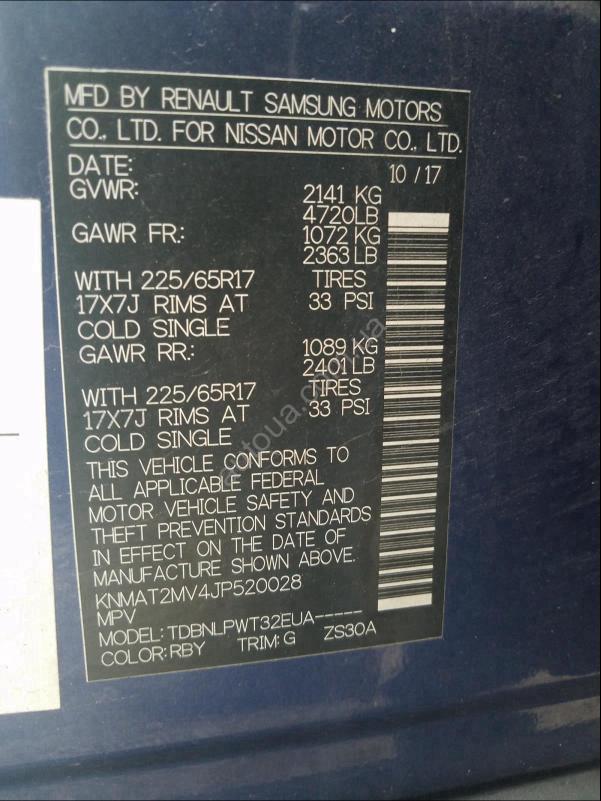 MFD BY RENAULT SAMSUNG MOTORS
CO., LTD. FOR NISSAN MOTOR CO., LTD.
DATE: 10 / 17
GVWR: 2141 KG
4720LB
GAWR FR.: 1072 KG
2363 LB
WITH 225/65R17 TIRES
17X7J RIMS AT 33 PSI
COLD SINGLE
GAWR RR.: 1089 KG
2401 LB
WITH 225/65R17 TIRES
17X7J RIMS AT 33 PSI
COLD SINGLE
THIS VEHICLE CONFORMS TO
ALL APPLICABLE FEDERAL
MOTOR VEHICLE SAFETY AND
THEFT PREVENTION STANDARDS
IN EFFECT ON THE DATE OF
MANUFACTURE SHOWN ABOVE.
KNMAT2MV4JP520028
MPV
MODEL: TDBNLPWT32EUA-----
COLOR: RBY TRIM: G ZS30A